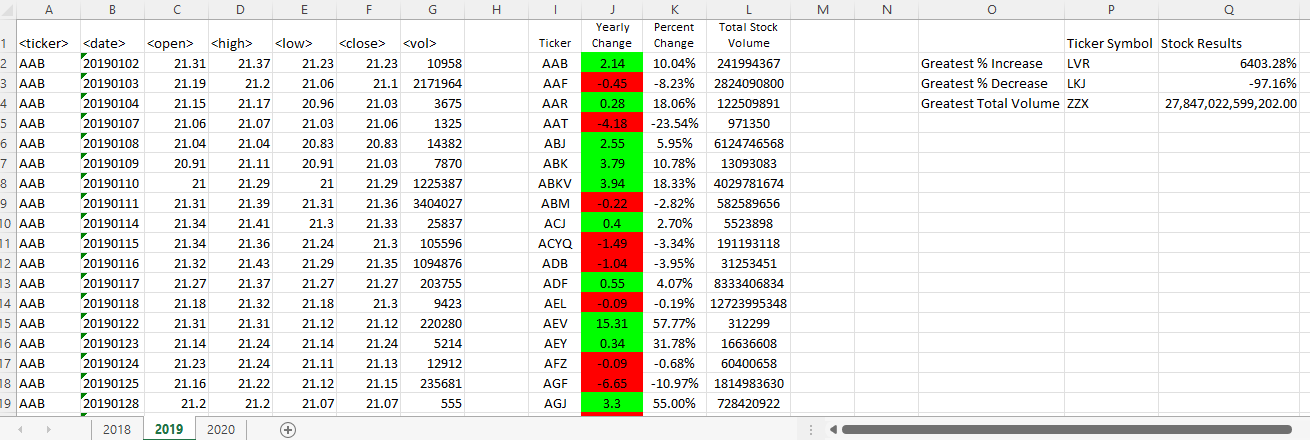 A B C D E F G H I J K L M N O P Q
Yearly Percent Total Stock
1 <ticker> <date> <open> <high> <low> <close> <vol> Ticker Change Change Volume Ticker Symbol Stock Results
2 AAB 20190102 21.31 21.37 21.23 21.23 10958 AAB 2.14 10.04% 241994367 Greatest % Increase LVR 6403.28%
3 AAB 20190103 21.19 21.2 21.06 21.1 2171964 AAF -0.45 -8.23% 2824090800 Greatest % Decrease LKJ -97.16%
4 AAB 20190104 21.15 21.17 20.96 21.03 3675 AAR 0.28 18.06% 122509891 Greatest Total Volume ZZX 27,847,022,599,202.00
5 AAB 20190107 21.06 21.07 21.03 21.06 1325 AAT -4.18 -23.54% 971350
6 AAB 20190108 21.04 21.04 20.83 20.83 14382 ABJ 2.55 5.95% 6124746568
7 AAB 20190109 20.91 21.11 20.91 21.03 7870 ABK 3.79 10.78% 13093083
8 AAB 20190110 21 21.29 21 21.29 1225387 ABKV 3.94 18.33% 4029781674
9 AAB 20190111 21.31 21.39 21.31 21.36 3404027 ABM -0.22 -2.82% 582589656
10 AAB 20190114 21.34 21.41 21.3 21.33 25837 ACJ 0.4 2.70% 5523898
11 AAB 20190115 21.34 21.36 21.24 21.3 105596 ACYQ -1.49 -3.34% 191193118
12 AAB 20190116 21.32 21.43 21.29 21.35 1094876 ADB -1.04 -3.95% 31253451
13 AAB 20190117 21.27 21.37 21.27 21.27 203755 ADF 0.55 4.07% 8333406834
14 AAB 20190118 21.18 21.32 21.18 21.3 9423 AEL -0.09 -0.19% 12723995348
15 AAB 20190122 21.31 21.31 21.12 21.12 220280 AEV 15.31 57.77% 312299
16 AAB 20190123 21.14 21.24 21.14 21.24 5214 AEY 0.34 31.78% 16636608
17 AAB 20190124 21.23 21.24 21.11 21.13 12912 AFZ -0.09 -0.68% 60400658
18 AAB 20190125 21.16 21.22 21.12 21.15 235681 AGF -6.65 -10.97% 1814983630
19 AAB 20190128 21.2 21.2 21.07 21.07 555 AGJ 3.3 55.00% 728420922
2018 2019 2020